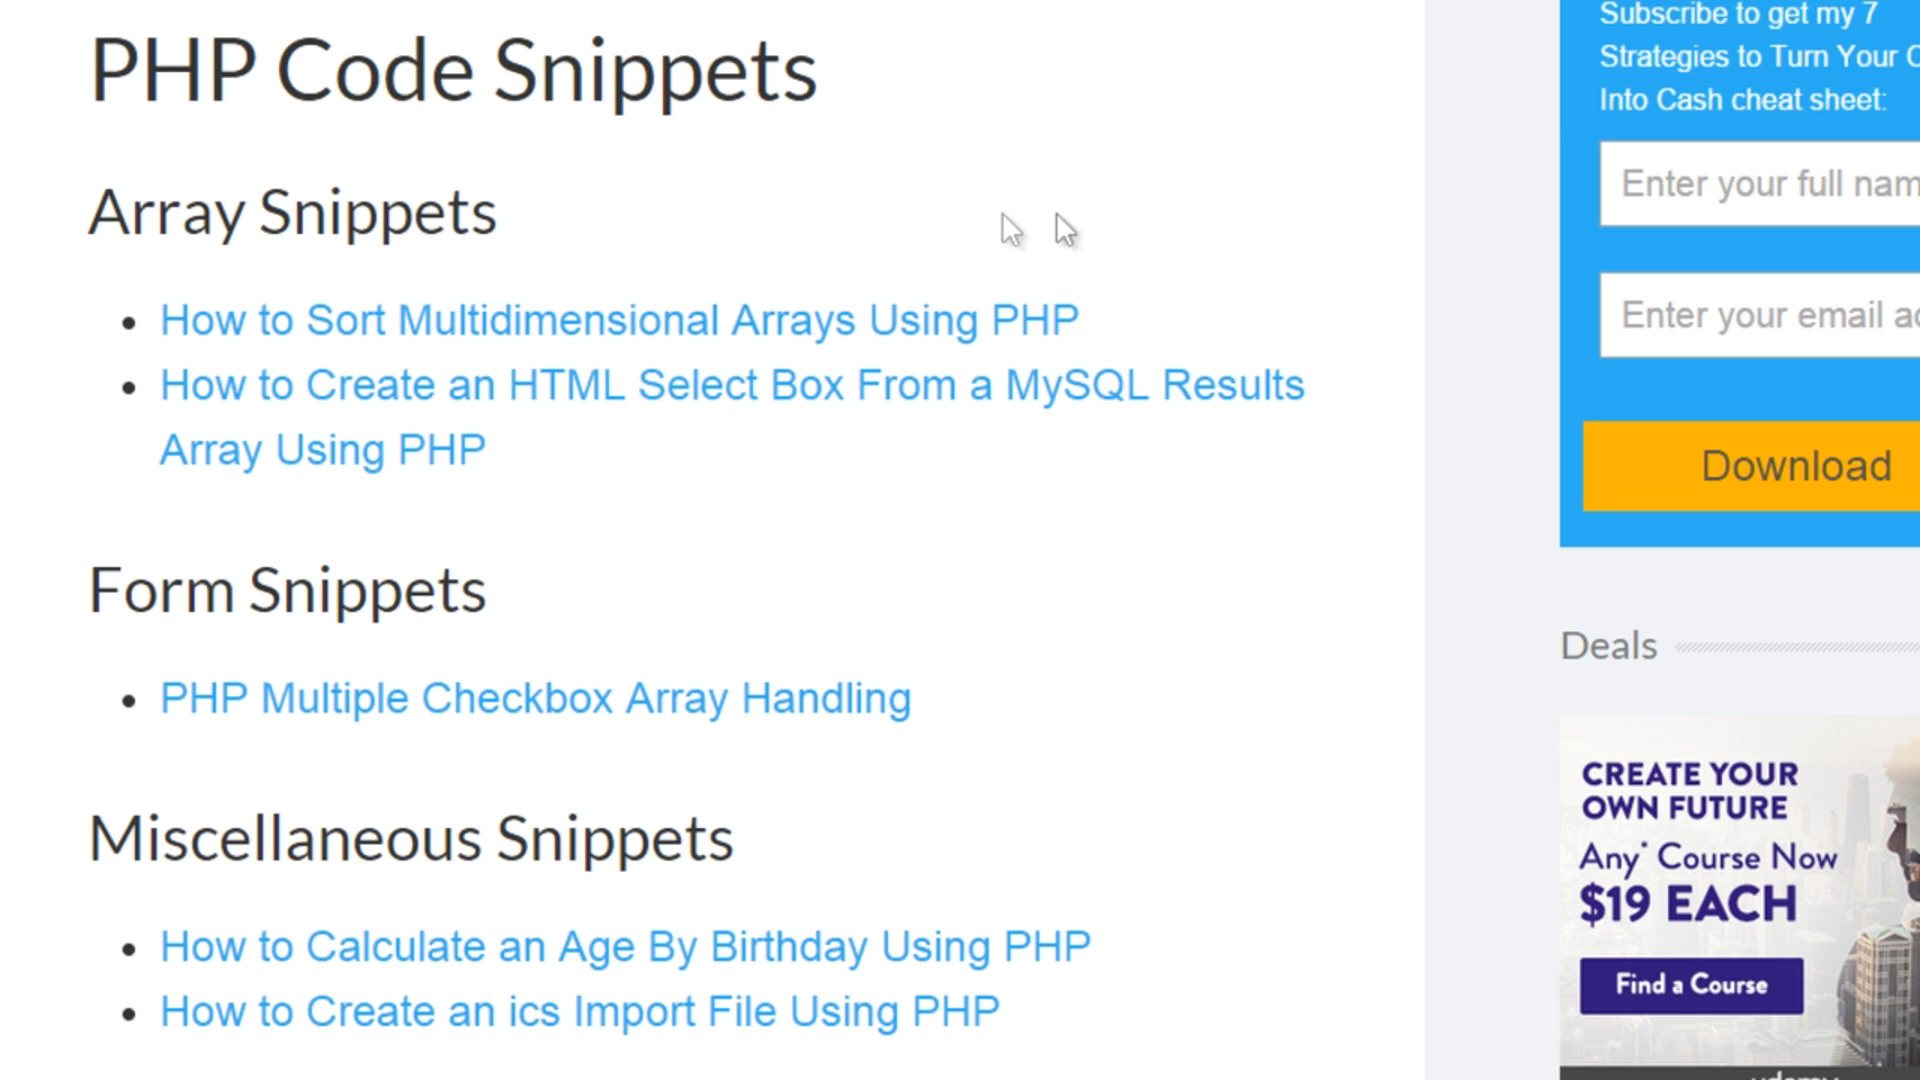 PHP Code Snippets
Array Snippets
How to Sort Multidimensional Arrays Using PHP
How to Create an HTML Select Box From a MySQL Results
Array Using PHP
Form Snippets
PHP Multiple Checkbox Array Handling
Miscellaneous Snippets
How to Calculate an Age By Birthday Using PHP
How to Create an ics Import File Using PHP
Subscribe to get my 7
Strategies to Turn Your
Into Cash cheat sheet:
Enter your full
Enter your email
Download
Deals
CREATE YOUR
OWN FUTURE
Any* Course Now
$19 EACH
Find a Course